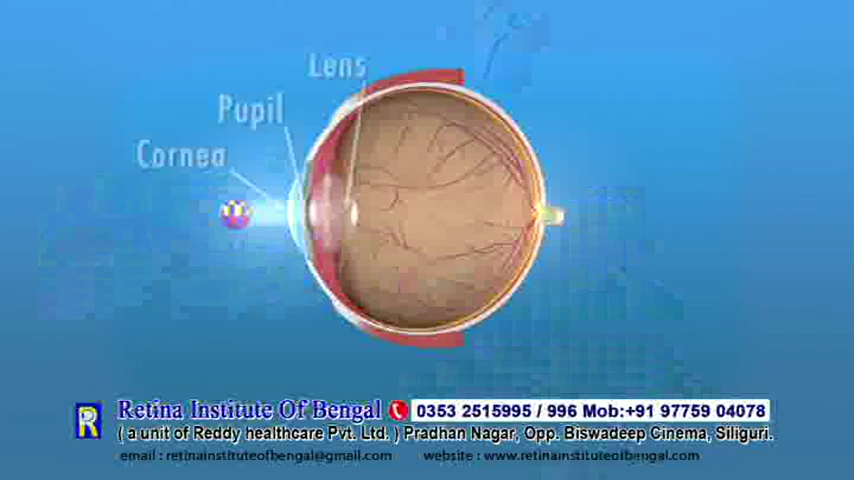 Lens
Pupil
Cornea
R Retina Institute Of Bengal 0353 2515995 / 996 Mob:+91 97759 04078
( a unit of Reddy healthcare Pvt. Ltd. ) Pradhan Nagar, Opp. Biswadeep Cinema, Siliguri.
email : retinainstituteofbengal@gmail.com website : www.retinainstituteofbengal.com